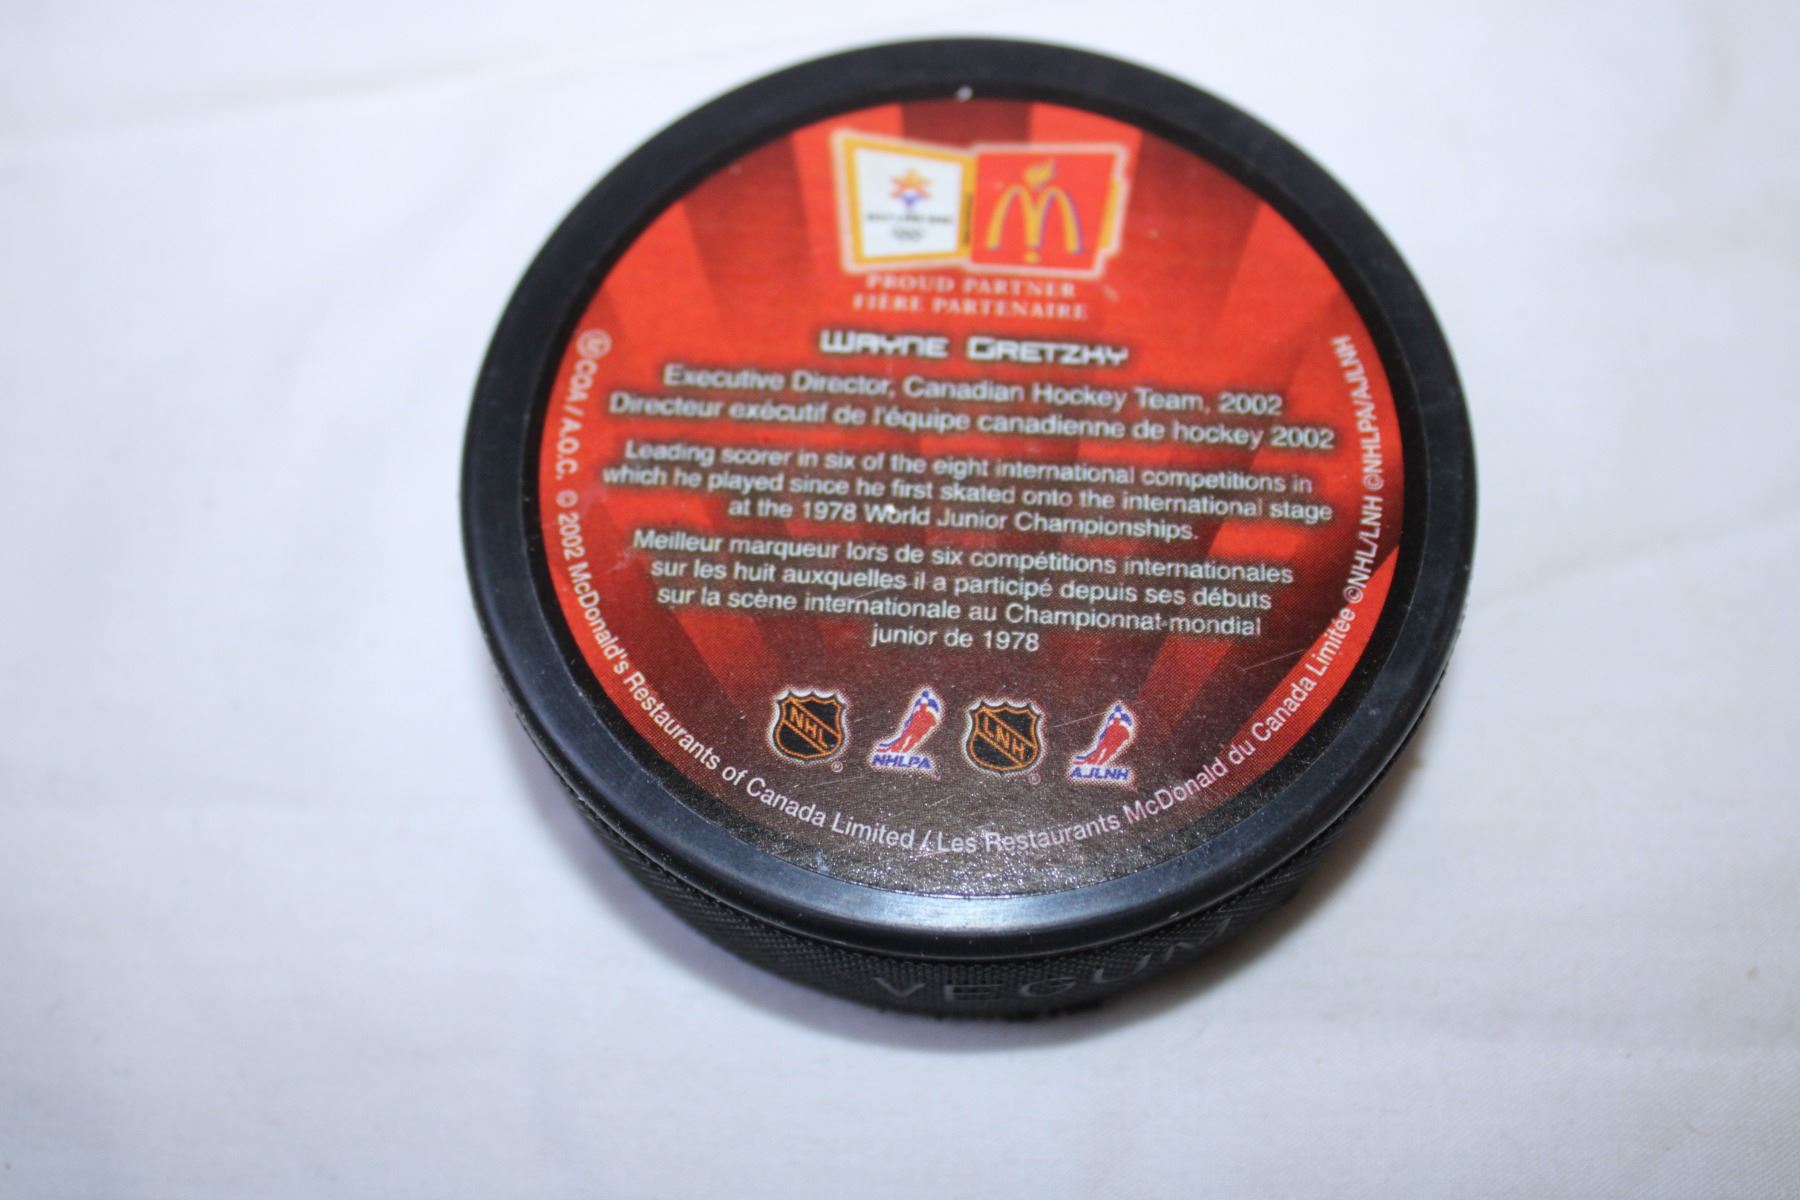 PROUD PARTNER
FIÈRE PARTENAIRE
WAYNE GRETZKY
Executive Director, Canadian Hockey Team, 2002
Directeur exécutif de l'équipe canadienne de hockey 2002
Leading scorer in six of the eight international competitions in
which he played since he first skated onto the international stage
at the 1978 World Junior Championships.
Meilleur marqueur lors de six compétitions internationales
sur les huit auxquelles il a participé depuis ses débuts
sur la scène internationale au Championnat mondial
junior de 1978
NHL ® NHLPA LNH ® AJLNH
©COA/A.O.C. © 2002 McDonald's Restaurants of Canada Limited / Les Restaurants McDonald du Canada Limitée ©NHL/LNH ©NHLPA/AJLNH
VEGUM